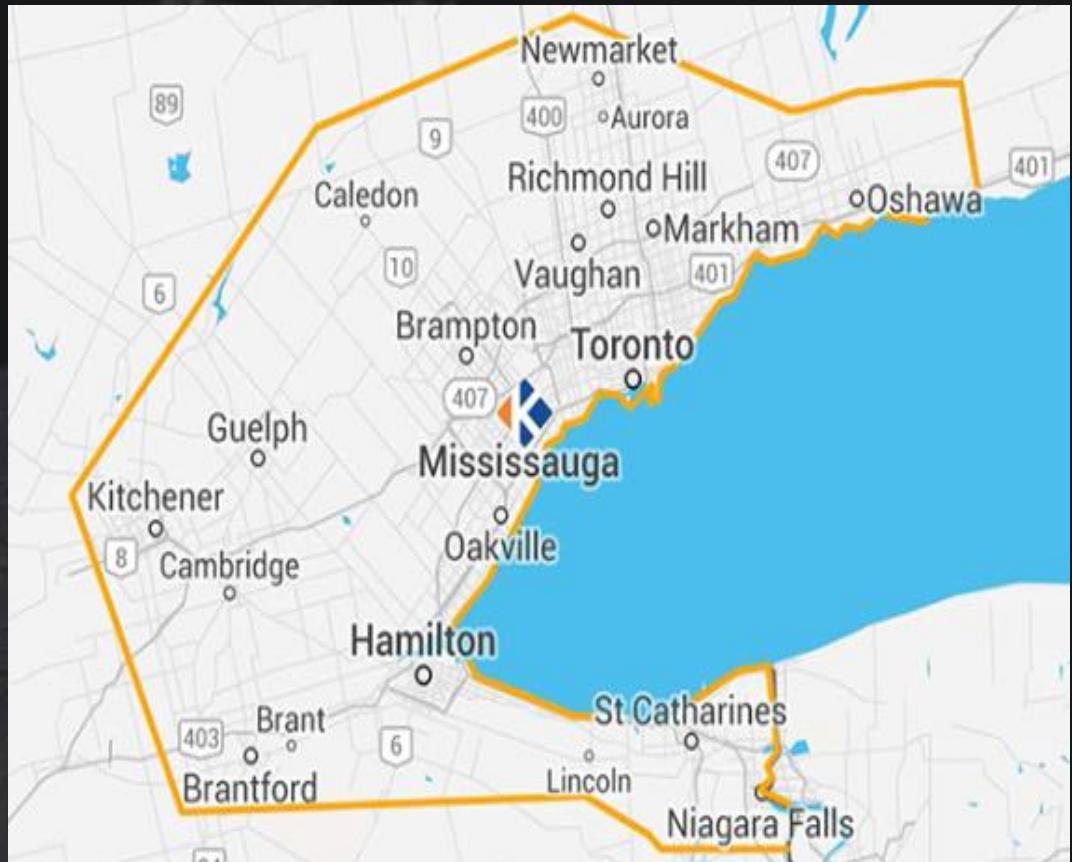 Newmarket
89
400
Aurora
9
407
401
Richmond Hill
Caledon
Oshawa
Markham
10
Vaughan
401
6
Brampton
Toronto
407
K
Guelph
Mississauga
Kitchener
8
Oakville
Cambridge
Hamilton
St Catharines
Brant
403
6
Lincoln
Brantford
Niagara Falls